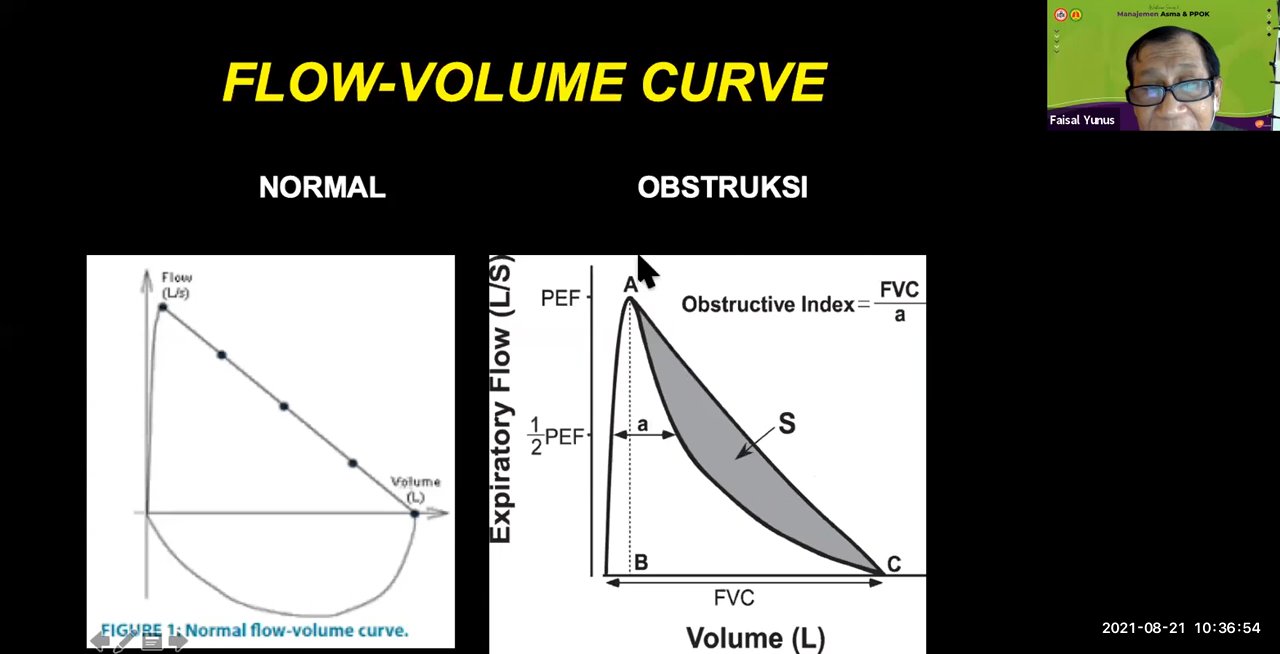 Manajemen Asma & PPOK
Faisal Yunus
FLOW-VOLUME CURVE
NORMAL
OBSTRUKSI
Flow
(L/s)
Volume
(L)
FIGURE 1: Normal flow-volume curve.
Expiratory Flow (L/S)
PEF
A
Obstructive Index = FVC
a
1
2 PEF
a
S
B
C
FVC
Volume (L)
2021-08-21 10:36:54